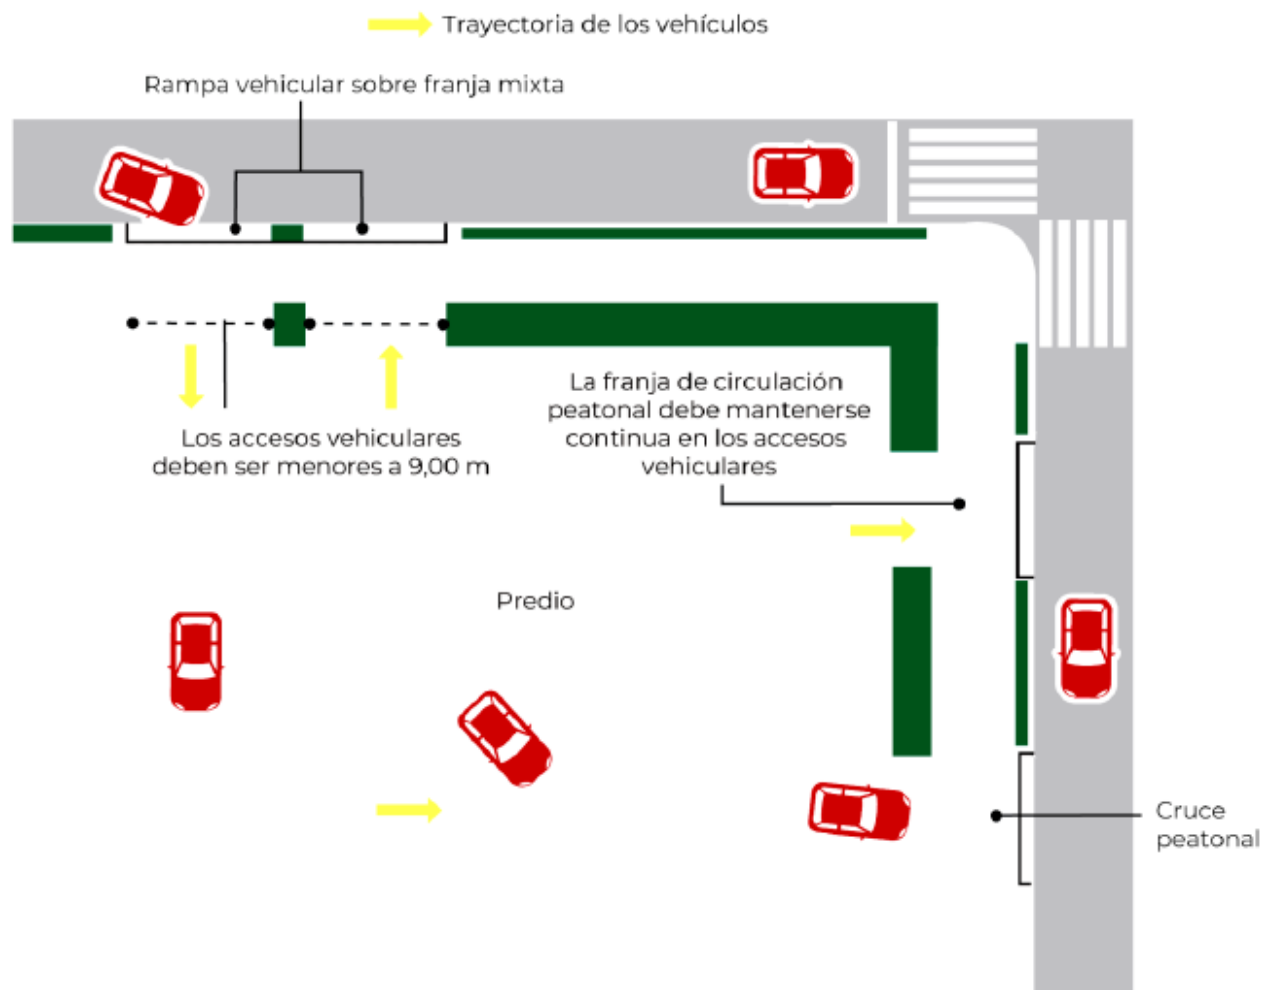 Trayectoria de los vehículos
Rampa vehicular sobre franja mixta
La franja de circulación
peatonal debe mantenerse
continua en los accesos
vehiculares
Los accesos vehiculares
deben ser menores a 9,00 m
Predio
Cruce
peatonal